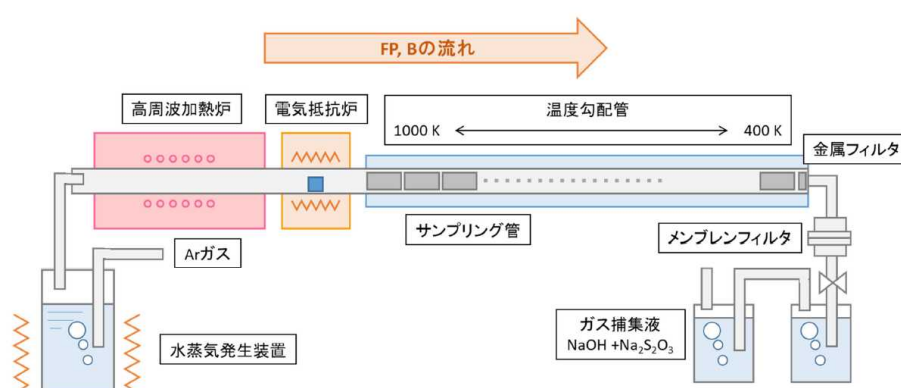 FP, Bの流れ
高周波加熱炉
電気抵抗炉
温度勾配管
1000 K
400 K
金属フィルタ
サンプリング管
メンブレンフィルタ
Arガス
水蒸気発生装置
ガス捕集液
NaOH +Na₂S₂O₃